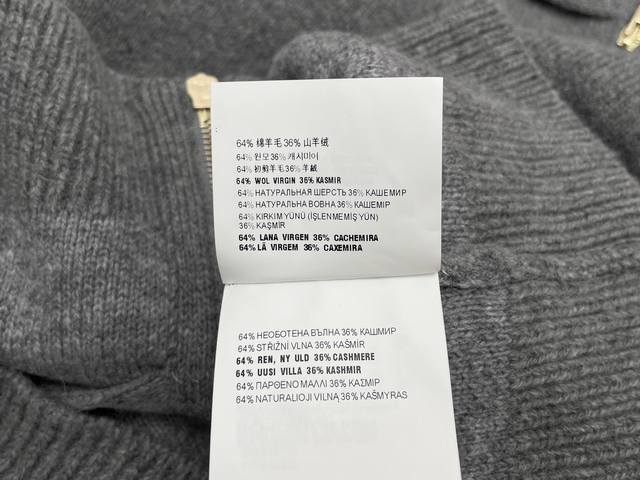 64% 棉羊毛 36% 山羊绒
64% 원모 36% 캐시미어
64% 初剪羊毛 36% 羊絨
64% WOL VIRGIN 36% KASMIR
64% НАТУРАЛЬНАЯ ШЕРСТЬ 36% КАШЕМИР
64% НАТУРАЛЬНА ВОВНА 36% КАШЕМІР
64% KIRKIM YÜNÜ (İŞLENMEMİŞ YÜN)
36% KAŞMİR
64% LANA VIRGEN 36% CACHEMIRA
64% LÃ VIRGEM 36% CAXEMIRA
64% НЕОБОТЕНА ВЪЛНА 36% КАШМИР
64% STŘIŽNÍ VLNA 36% KAŠMÍR
64% REN, NY ULD 36% CASHMERE
64% UUSI VILLA 36% KASHMIR
64% ΠΑΡΘΕΝΟ ΜΑΛΛΙ 36% ΚΑΣΜΙΡ
64% NATURALIOJI VILNĄ 36% KAŠMYRAS